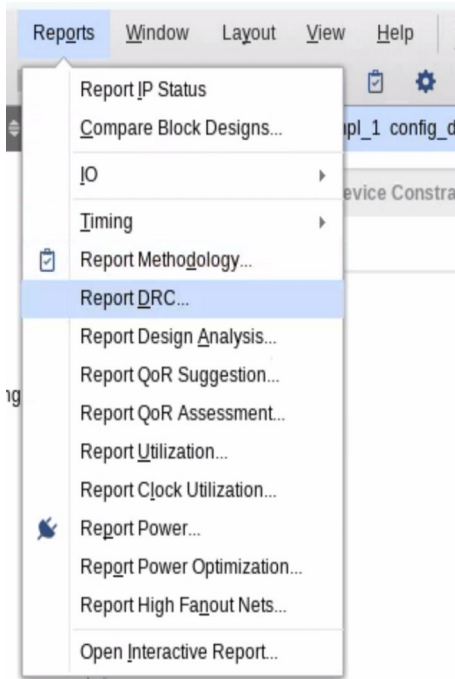 Reports Window Layout View Help
Report IP Status
Compare Block Designs...
IO
Timing
Report Methodology...
Report DRC...
Report Design Analysis...
Report QoR Suggestion...
Report QoR Assessment...
Report Utilization...
Report Clock Utilization...
Report Power...
Report Power Optimization...
Report High Fanout Nets...
Open Interactive Report...
pl_1 config_d
evice Constra
ng